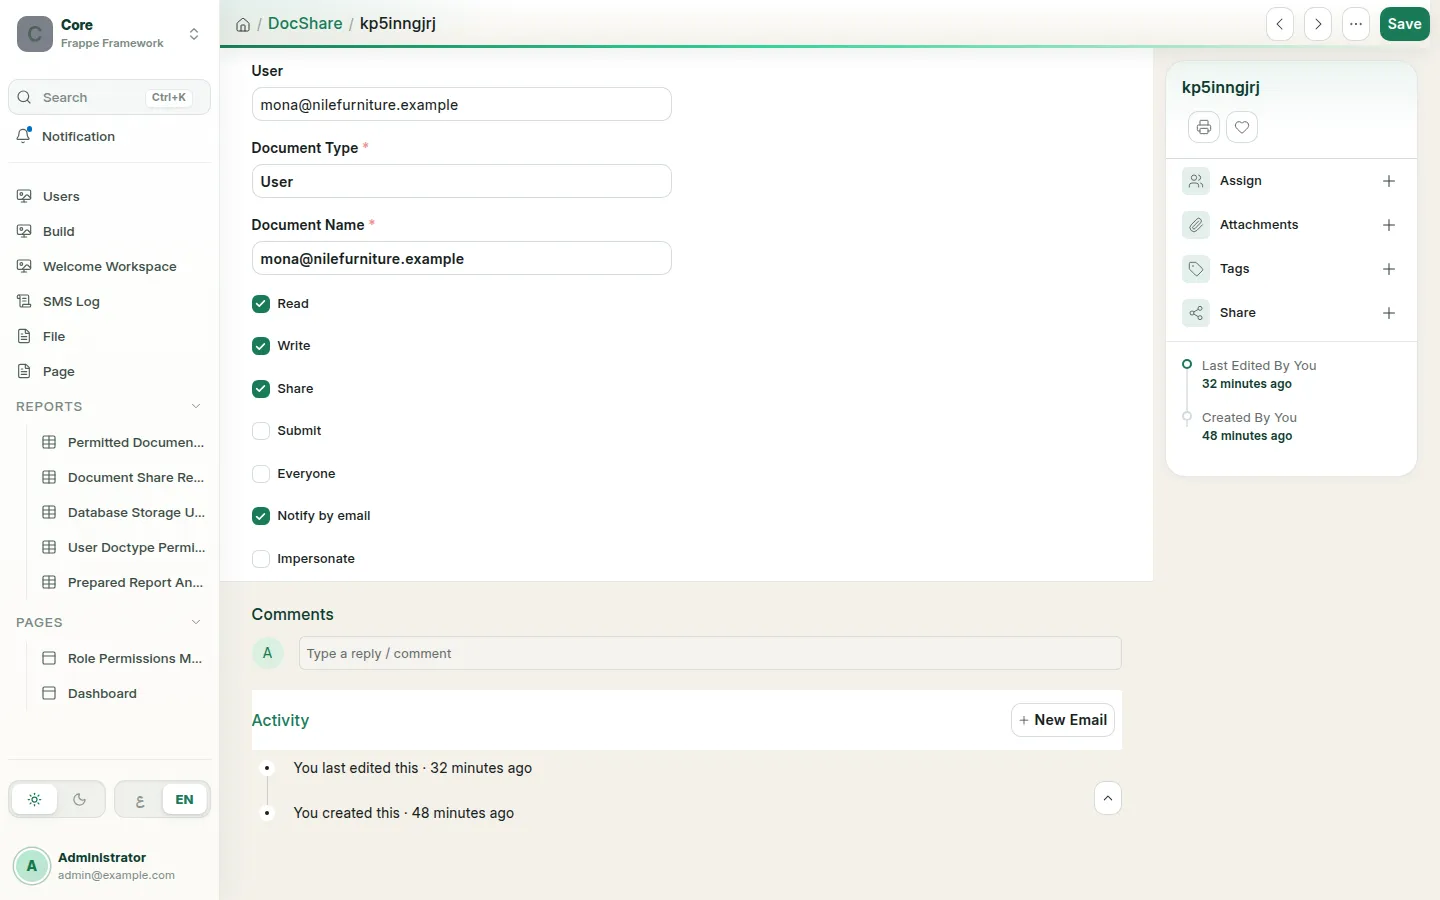 Core
Frappe Framework
Search
Ctrl+K
Notification
Users
Build
Welcome Workspace
SMS Log
File
Page
REPORTS
Permitted Documen...
Document Share Re...
Database Storage U...
User Doctype Permi...
Prepared Report An...
PAGES
Role Permissions M...
Dashboard
ع
EN
A
Administrator
admin@example.com
/ DocShare / kp5inngjrj
Save
User
mona@nilefurniture.example
Document Type *
User
Document Name *
mona@nilefurniture.example
Read
Write
Share
Submit
Everyone
Notify by email
Impersonate
Comments
A
Type a reply / comment
Activity
New Email
You last edited this · 32 minutes ago
You created this · 48 minutes ago
kp5inngjrj
Assign
Attachments
Tags
Share
Last Edited By You
32 minutes ago
Created By You
48 minutes ago